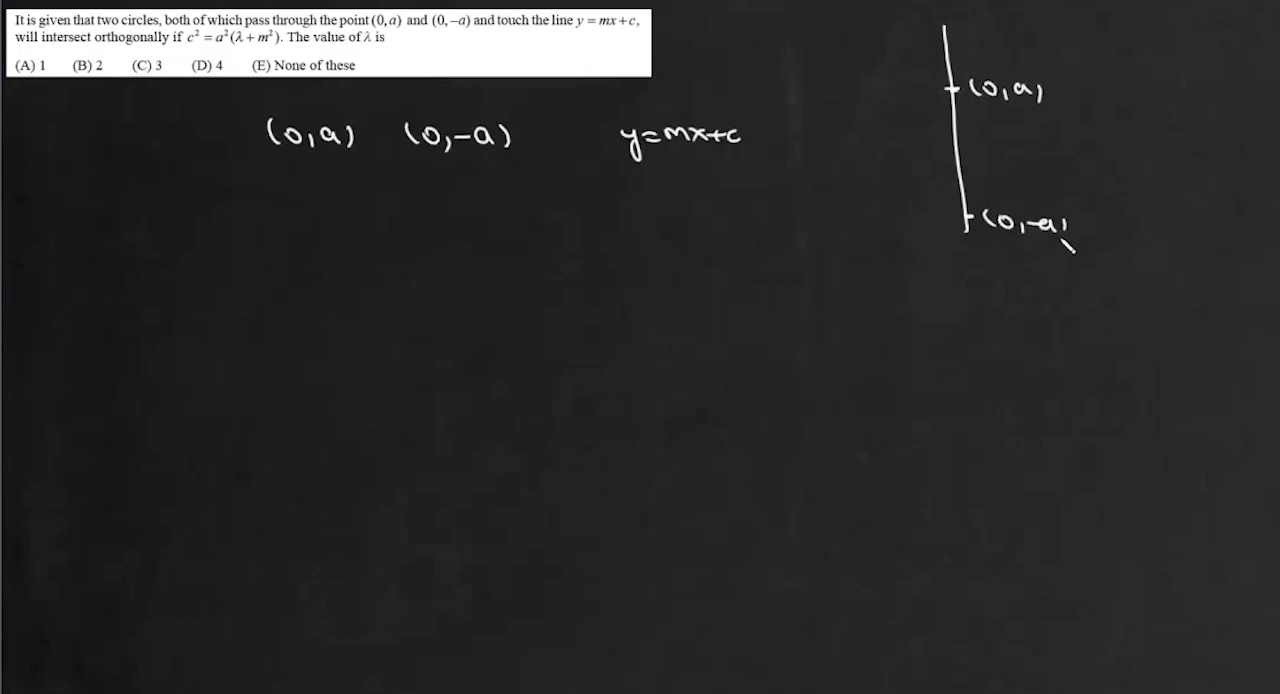 It is given that two circles, both of which pass through the point (0, a) and (0, −a) and touch the line y = mx + c,
will intersect orthogonally if c² = a²(λ + m²). The value of λ is
(A) 1 (B) 2 (C) 3 (D) 4 (E) None of these
(0,a)
(0,a) (0,-a) y=mx+c
(0,-a)